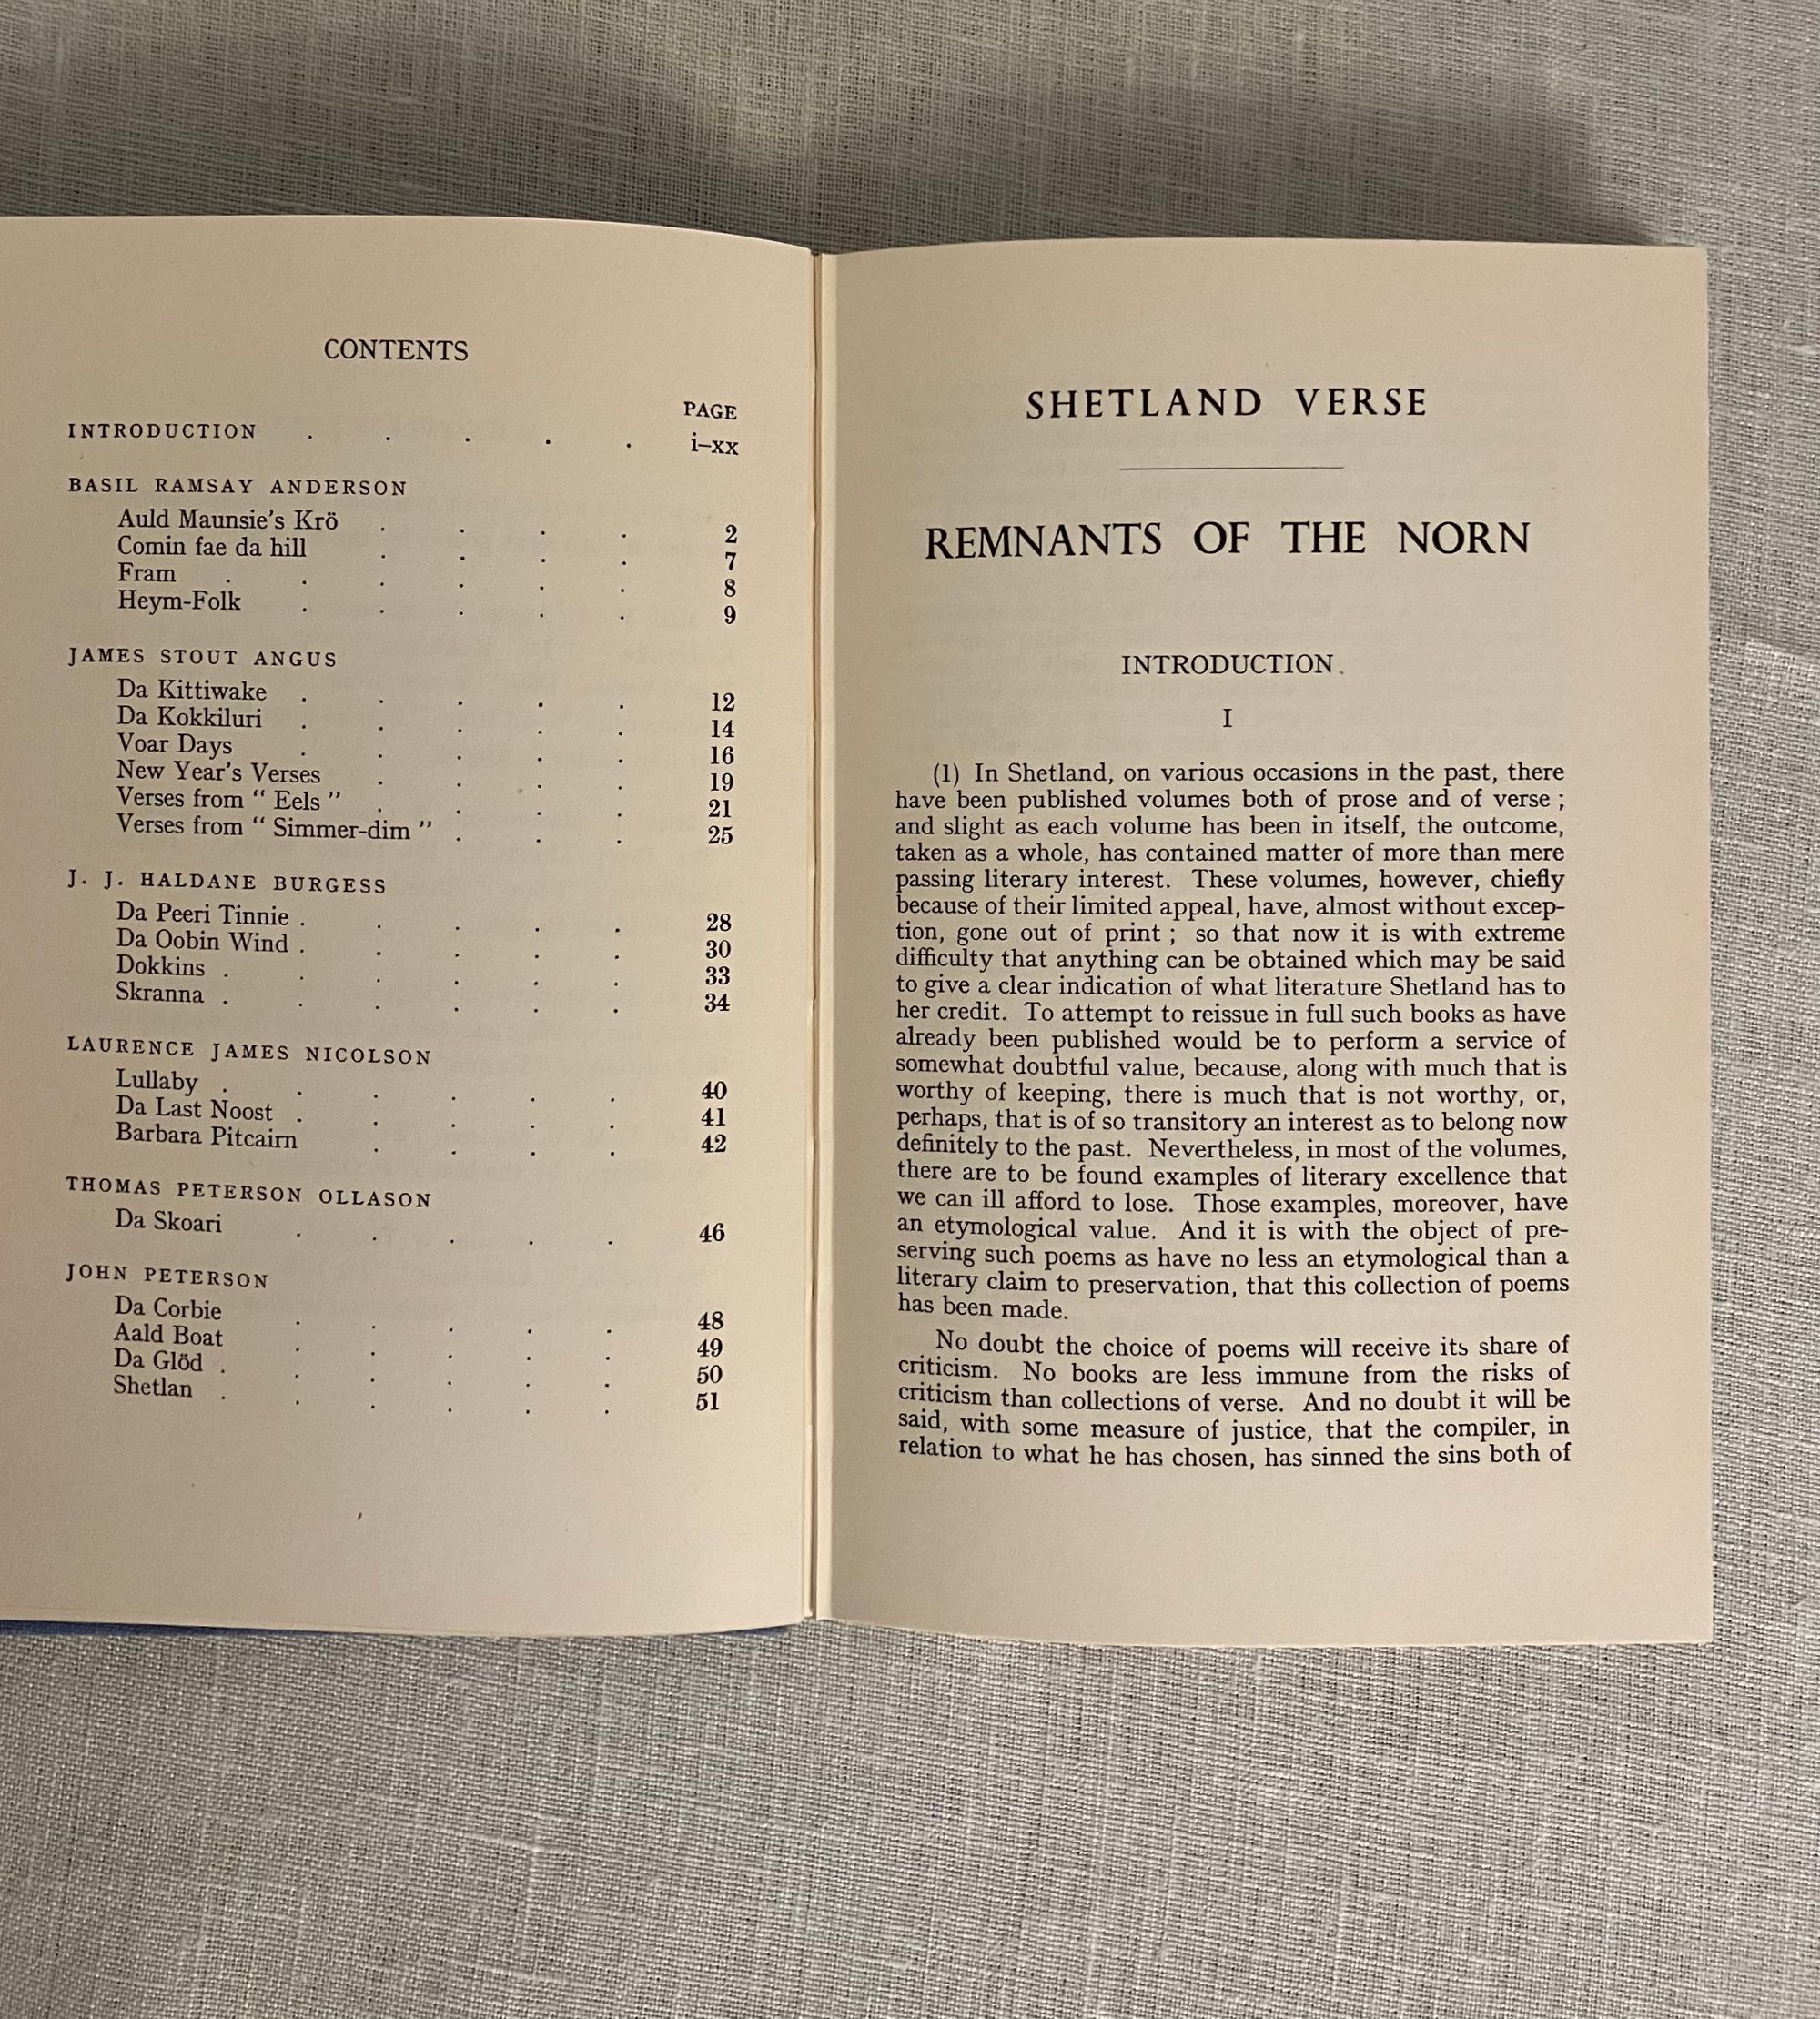 CONTENTS
PAGE
INTRODUCTION . . . . . i–xx
BASIL RAMSAY ANDERSON
Auld Maunsie's Krö . . . . 2
Comin fae da hill . . . . 7
Fram . . . . . . 8
Heym-Folk . . . . . 9
JAMES STOUT ANGUS
Da Kittiwake . . . . . 12
Da Kokkiluri . . . . . 14
Voar Days . . . . . 16
New Year's Verses . . . . 19
Verses from “ Eels ” . . . . 21
Verses from “ Simmer-dim ” . . . 25
J. J. HALDANE BURGESS
Da Peeri Tinnie . . . . . 28
Da Oobin Wind . . . . . 30
Dokkins . . . . . . 33
Skranna . . . . . . 34
LAURENCE JAMES NICOLSON
Lullaby . . . . . . 40
Da Last Noost . . . . . 41
Barbara Pitcairn . . . . 42
THOMAS PETERSON OLLASON
Da Skoari . . . . . 46
JOHN PETERSON
Da Corbie . . . . . 48
Aald Boat . . . . . 49
Da Glöd . . . . . . 50
Shetlan . . . . . . 51
SHETLAND VERSE
REMNANTS OF THE NORN
INTRODUCTION.
I
(1) In Shetland, on various occasions in the past, there
have been published volumes both of prose and of verse ;
and slight as each volume has been in itself, the outcome,
taken as a whole, has contained matter of more than mere
passing literary interest. These volumes, however, chiefly
because of their limited appeal, have, almost without excep-
tion, gone out of print ; so that now it is with extreme
difficulty that anything can be obtained which may be said
to give a clear indication of what literature Shetland has to
her credit. To attempt to reissue in full such books as have
already been published would be to perform a service of
somewhat doubtful value, because, along with much that is
worthy of keeping, there is much that is not worthy, or,
perhaps, that is of so transitory an interest as to belong now
definitely to the past. Nevertheless, in most of the volumes,
there are to be found examples of literary excellence that
we can ill afford to lose. Those examples, moreover, have
an etymological value. And it is with the object of pre-
serving such poems as have no less an etymological than a
literary claim to preservation, that this collection of poems
has been made.
No doubt the choice of poems will receive its share of
criticism. No books are less immune from the risks of
criticism than collections of verse. And no doubt it will be
said, with some measure of justice, that the compiler, in
relation to what he has chosen, has sinned the sins both of